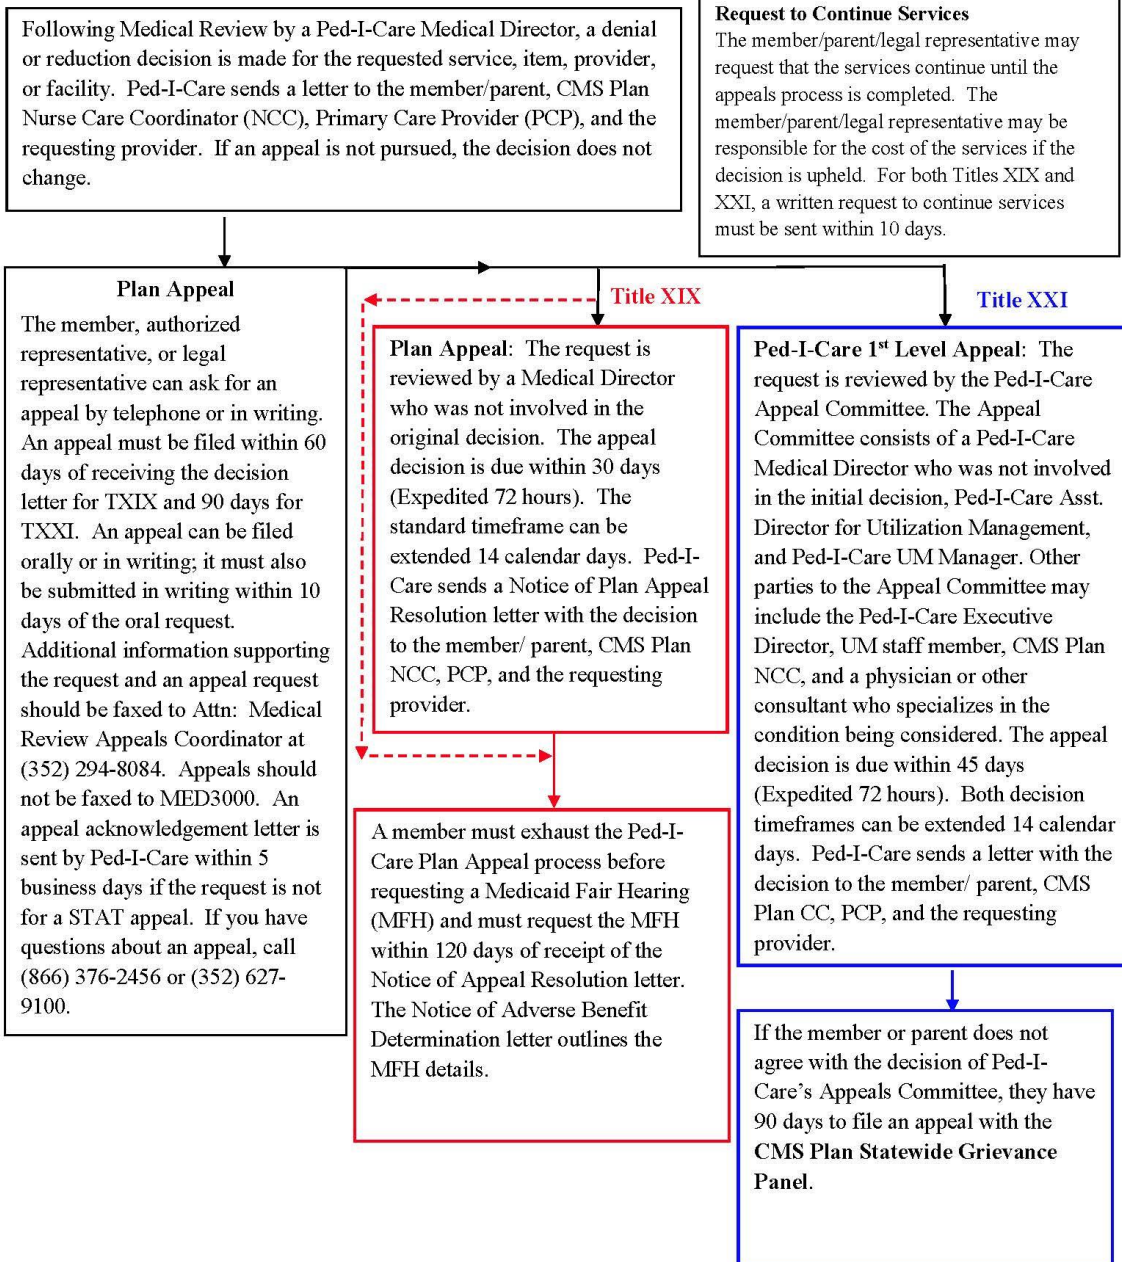 Following Medical Review by a Ped-I-Care Medical Director, a denial
or reduction decision is made for the requested service, item, provider,
or facility.  Ped-I-Care sends a letter to the member/parent, CMS Plan
Nurse Care Coordinator (NCC), Primary Care Provider (PCP), and the
requesting provider.  If an appeal is not pursued, the decision does not
change.
Request to Continue Services
The member/parent/legal representative may
request that the services continue until the
appeals process is completed.  The
member/parent/legal representative may be
responsible for the cost of the services if the
decision is upheld.  For both Titles XIX and
XXI, a written request to continue services
must be sent within 10 days.
Plan Appeal
The member, authorized
representative, or legal
representative can ask for an
appeal by telephone or in writing.
An appeal must be filed within 60
days of receiving the decision
letter for TXIX and 90 days for
TXXI.  An appeal can be filed
orally or in writing; it must also
be submitted in writing within 10
days of the oral request.
Additional information supporting
the request and an appeal request
should be faxed to Attn:  Medical
Review Appeals Coordinator at
(352) 294-8084.  Appeals should
not be faxed to MED3000.  An
appeal acknowledgement letter is
sent by Ped-I-Care within 5
business days if the request is not
for a STAT appeal.  If you have
questions about an appeal, call
(866) 376-2456 or (352) 627-
9100.
Title XIX
Plan Appeal:  The request is
reviewed by a Medical Director
who was not involved in the
original decision.  The appeal
decision is due within 30 days
(Expedited 72 hours).  The
standard timeframe can be
extended 14 calendar days.  Ped-I-
Care sends a Notice of Plan Appeal
Resolution letter with the decision
to the member/ parent, CMS Plan
NCC, PCP, and the requesting
provider.
A member must exhaust the Ped-I-
Care Plan Appeal process before
requesting a Medicaid Fair Hearing
(MFH) and must request the MFH
within 120 days of receipt of the
Notice of Appeal Resolution letter.
The Notice of Adverse Benefit
Determination letter outlines the
MFH details.
Title XXI
Ped-I-Care 1st Level Appeal:  The
request is reviewed by the Ped-I-Care
Appeal Committee. The Appeal
Committee consists of a Ped-I-Care
Medical Director who was not involved
in the initial decision, Ped-I-Care Asst.
Director for Utilization Management,
and Ped-I-Care UM Manager. Other
parties to the Appeal Committee may
include the Ped-I-Care Executive
Director, UM staff member, CMS Plan
NCC, and a physician or other
consultant who specializes in the
condition being considered. The appeal
decision is due within 45 days
(Expedited 72 hours).  Both decision
timeframes can be extended 14 calendar
days.  Ped-I-Care sends a letter with the
decision to the member/ parent, CMS
Plan CC, PCP, and the requesting
provider.
If the member or parent does not
agree with the decision of Ped-I-
Care's Appeals Committee, they have
90 days to file an appeal with the
CMS Plan Statewide Grievance
Panel.